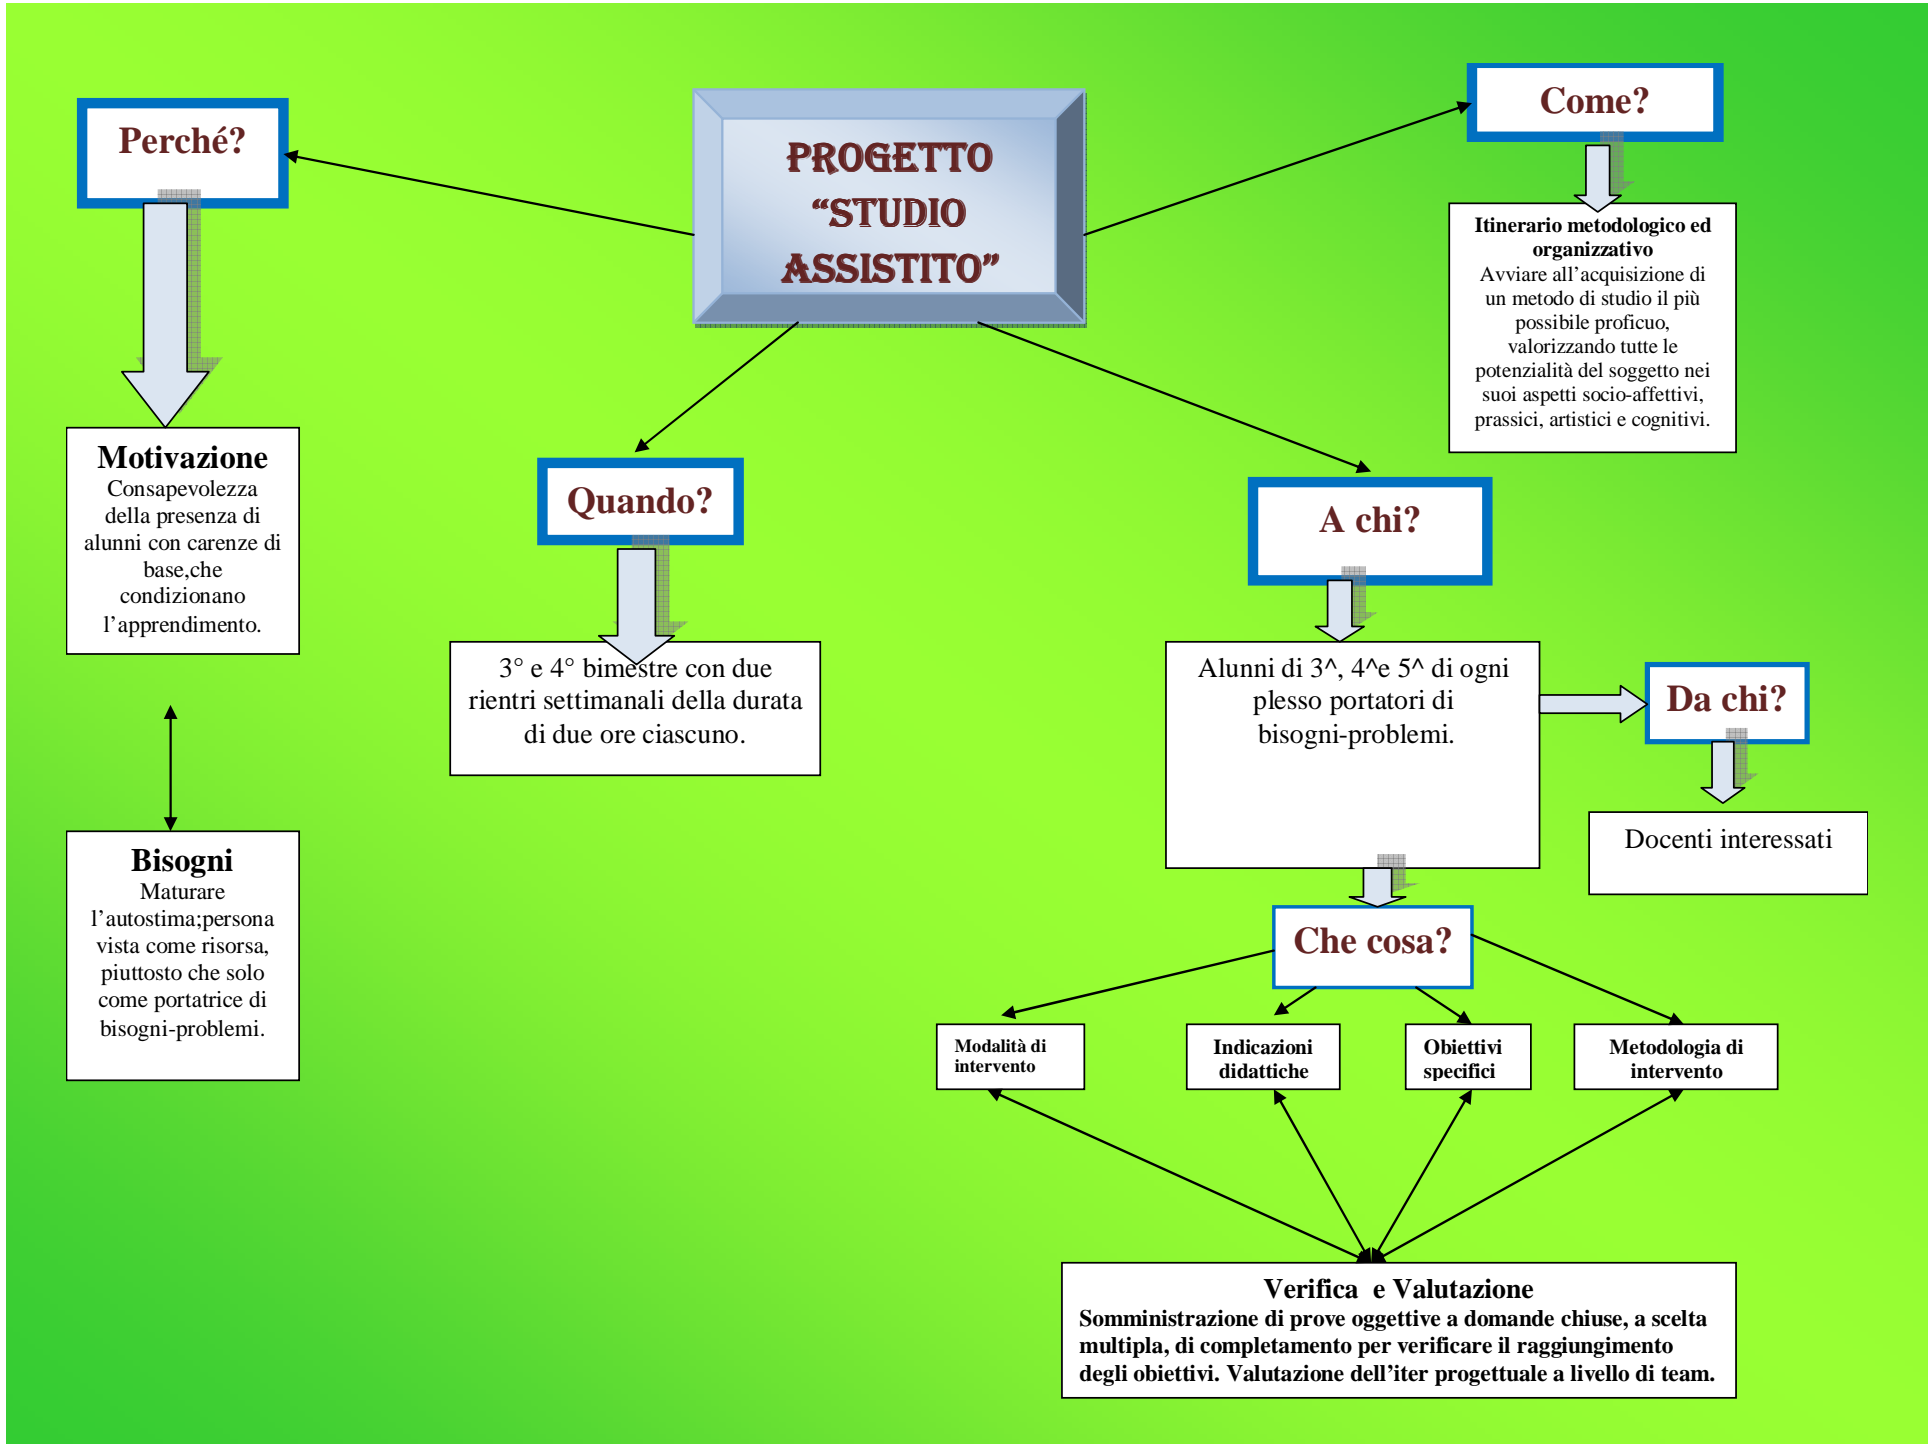 PROGETTO
“STUDIO
ASSISTITO”
Perché?
Motivazione
Consapevolezza
della presenza di
alunni con carenze di
base,che
condizionano
l’apprendimento.
Bisogni
Maturare
l’autostima;persona
vista come risorsa,
piuttosto che solo
come portatrice di
bisogni-problemi.
Quando?
3° e 4° bimestre con due
rientri settimanali della durata
di due ore ciascuno.
Come?
Itinerario metodologico ed
organizzativo
Avviare all’acquisizione di
un metodo di studio il più
possibile proficuo,
valorizzando tutte le
potenzialità del soggetto nei
suoi aspetti socio-affettivi,
prassici, artistici e cognitivi.
A chi?
Alunni di 3^, 4^e 5^ di ogni
plesso portatori di
bisogni-problemi.
Da chi?
Docenti interessati
Che cosa?
Modalità di
intervento
Indicazioni
didattiche
Obiettivi
specifici
Metodologia di
intervento
Verifica  e Valutazione
Somministrazione di prove oggettive a domande chiuse, a scelta
multipla, di completamento per verificare il raggiungimento
degli obiettivi. Valutazione dell’iter progettuale a livello di team.